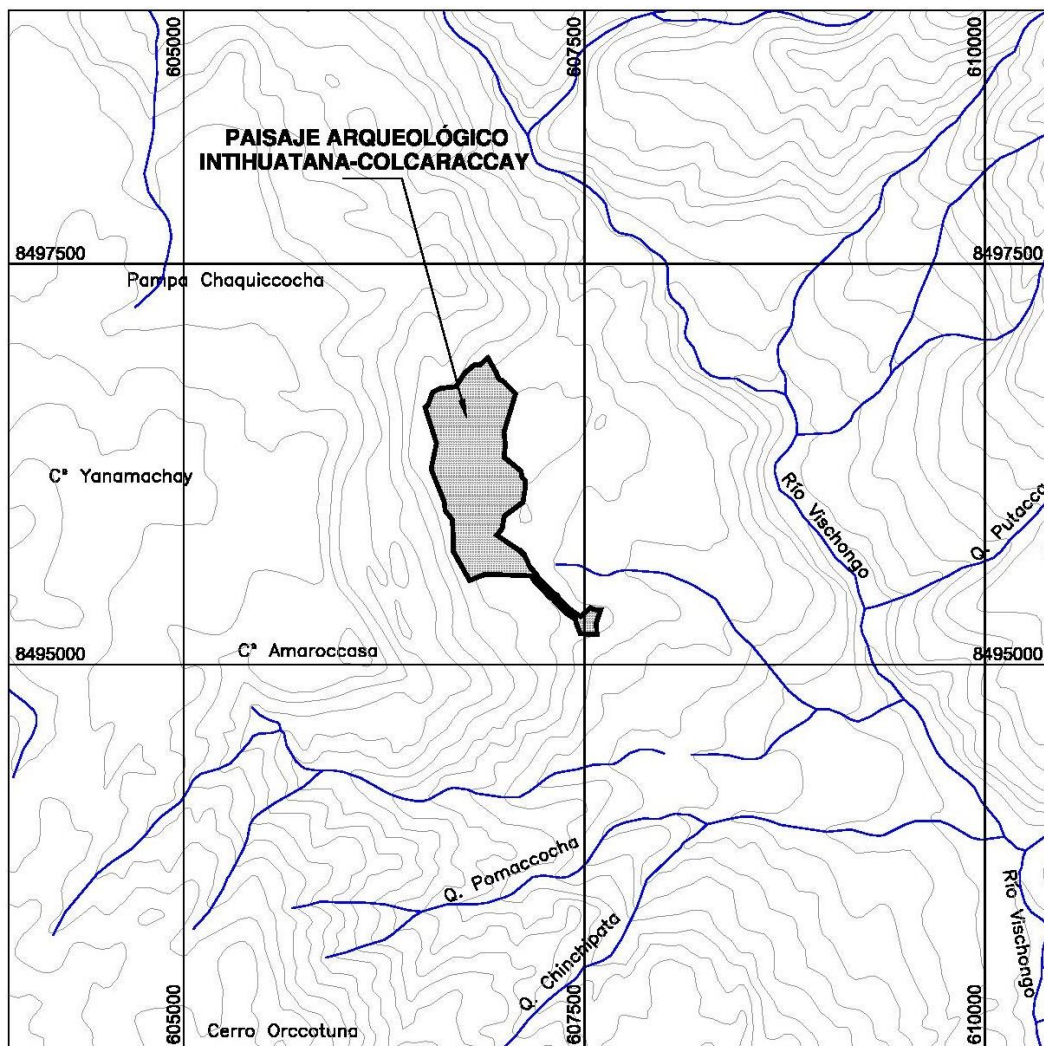 605000
607500
610000
PAISAJE ARQUEOLÓGICO
INTIHUATANA-COLCARACCAY
8497500
8497500
Pampa Chaquiccocha
Cº Yanamachay
Río Vischongo
Q. Putacca
Cº Amaroccasa
8495000
8495000
Q. Pomaccocha
Q. Chinchipata
Río Vischongo
Cerro Orccotuna
605000
607500
610000